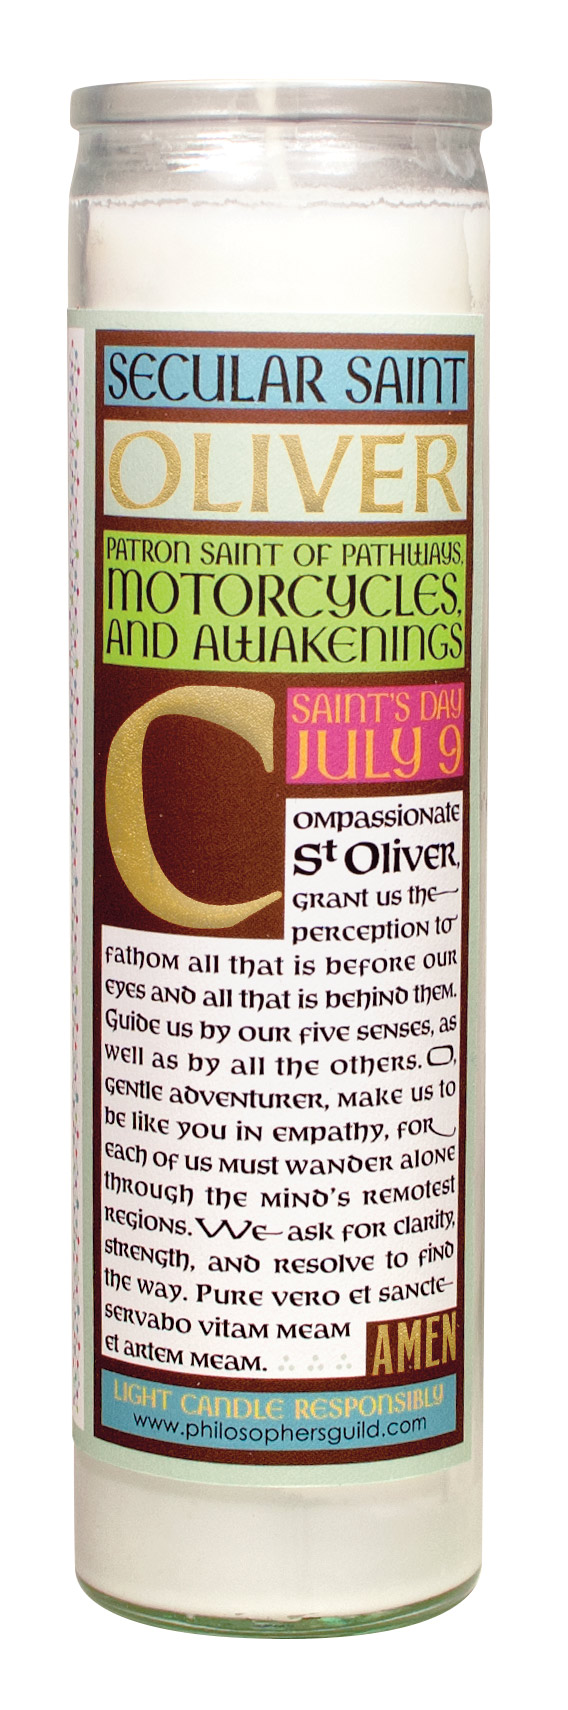 SECULAR SAINT
OLIVER
PATRON SAINT OF PATHWAYS,
MOTORCYCLES,
AND AWAKENINGS
SAINT'S DAY
JULY 9
Compassionate
St Oliver,
grant us the
perception to
fathom all that is before our
eyes and all that is behind them.
Guide us by our five senses, as
well as by all the others. O,
gentle adventurer, make us to
be like you in empathy, for
each of us must wander alone
through the mind's remotest
regions. We ask for clarity,
strength, and resolve to find
the way. Pure vero et sancte
servabo vitam meam
et artem meam.
AMEN
LIGHT CANDLE RESPONSIBLY
www.philosophersguild.com